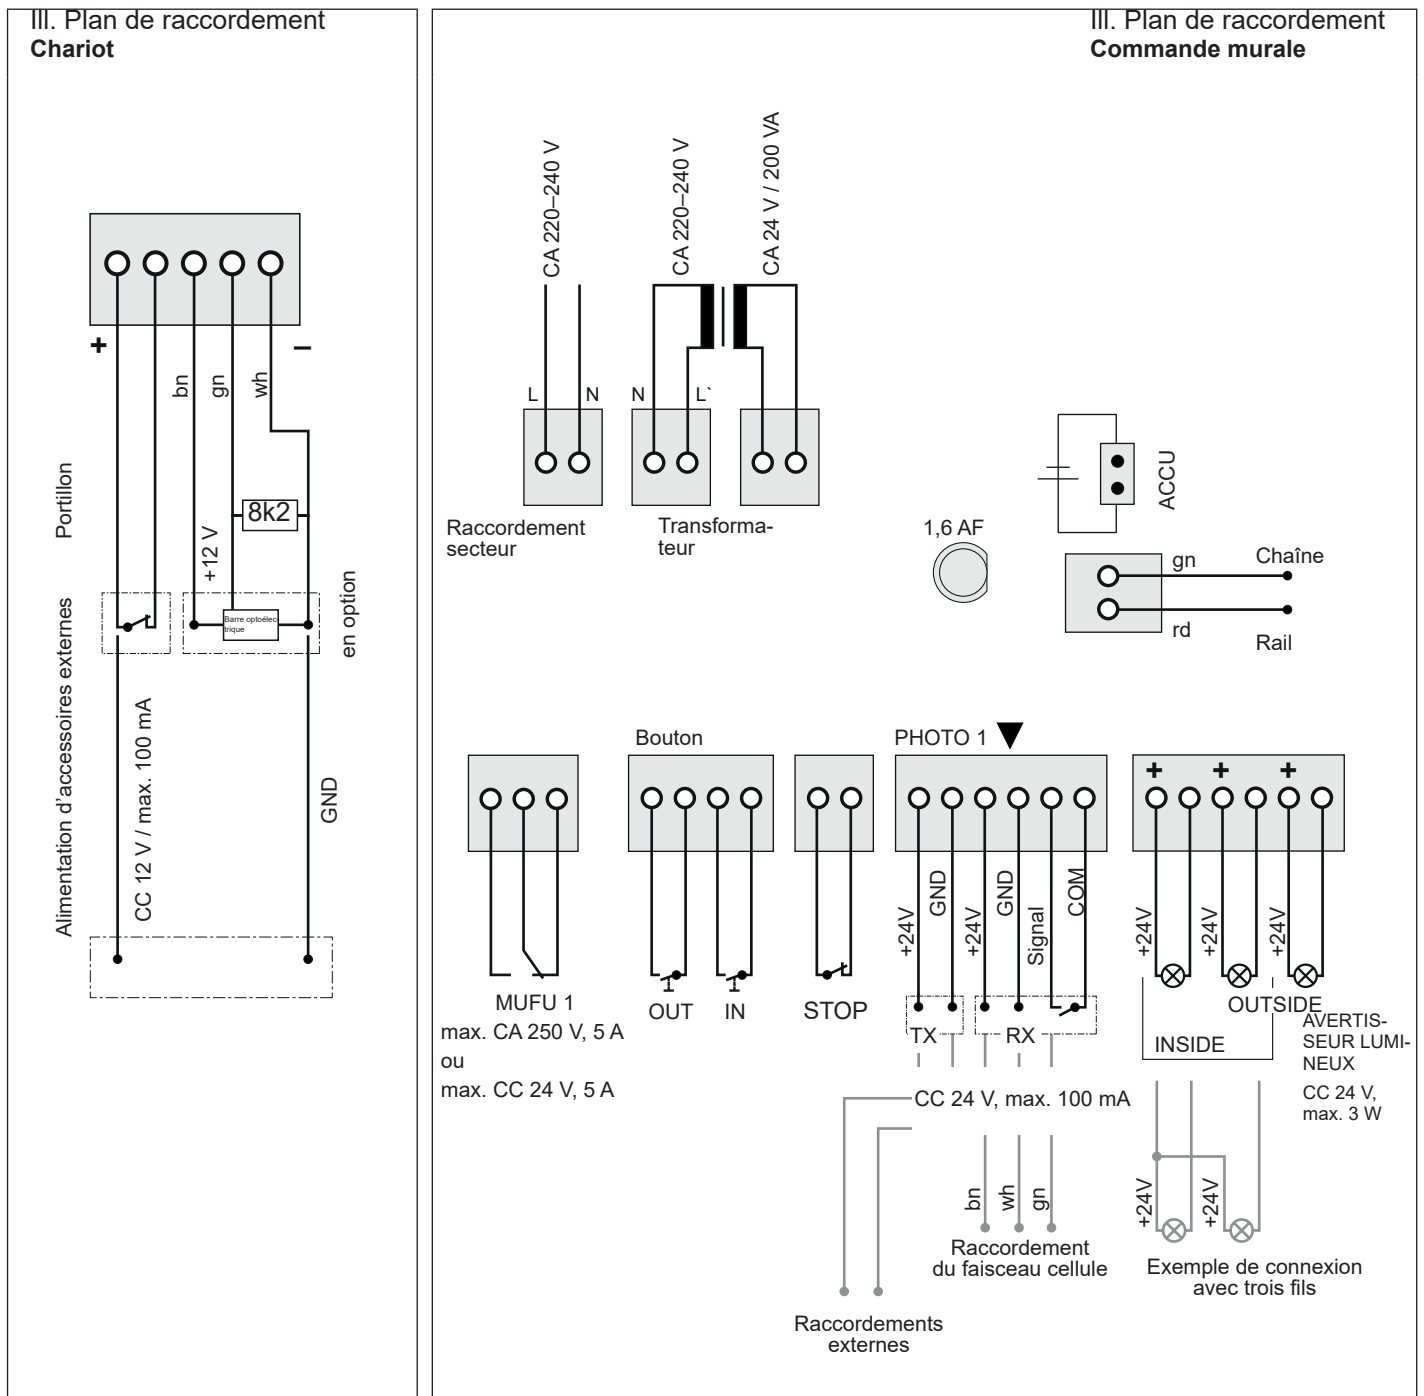 III. Plan de raccordement
Chariot
+
–
bn
gn
wh
Portillon
8k2
+12 V
Barre optoélec-
trique
en option
Alimentation d'accessoires externes
CC 12 V / max. 100 mA
GND
III. Plan de raccordement
Commande murale
CA 220–240 V
CA 220–240 V
CA 24 V / 200 VA
L
N
N
L`
Raccordement
secteur
Transforma-
teur
ACCU
1,6 AF
gn
Chaîne
rd
Rail
Bouton
PHOTO 1
+
+
+
+24V
GND
+24V
GND
Signal
COM
+24V
+24V
+24V
MUFU 1
max. CA 250 V, 5 A
ou
max. CC 24 V, 5 A
OUT
IN
STOP
TX
RX
OUTSIDE
INSIDE
AVERTIS-
SEUR LUMI-
NEUX
CC 24 V,
max. 3 W
CC 24 V, max. 100 mA
bn
wh
gn
+24V
+24V
Raccordement
du faisceau cellule
Exemple de connexion
avec trois fils
Raccordements
externes